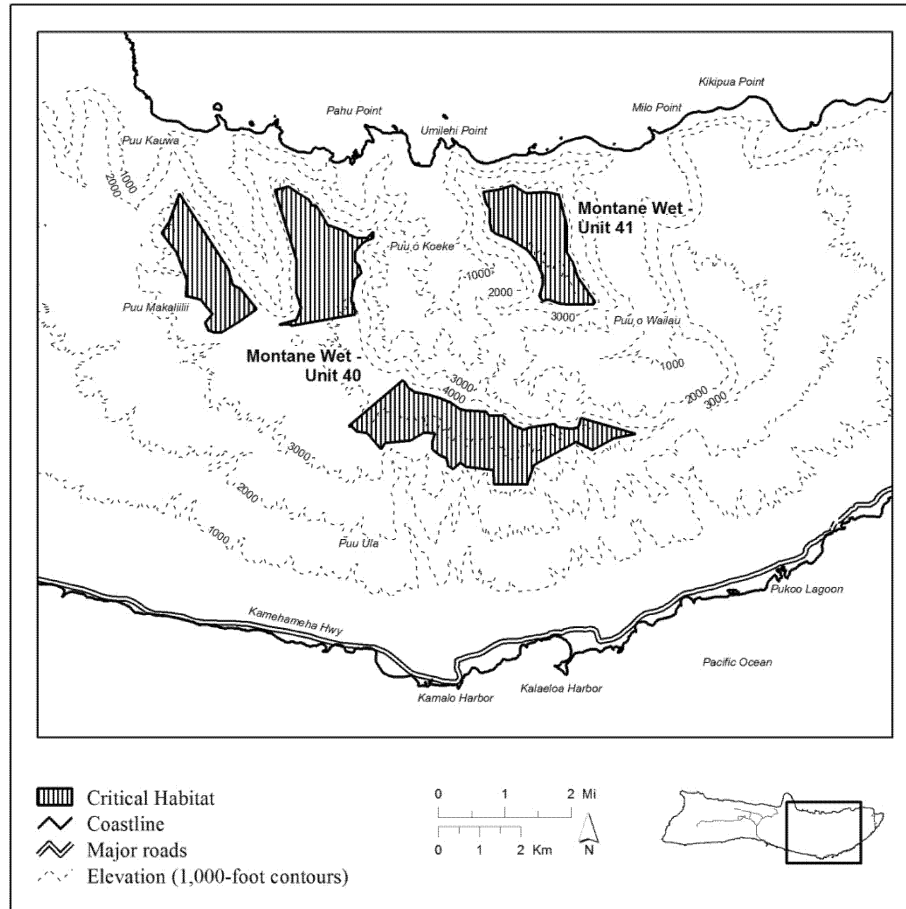 Kikipua Point
Pahu Point
Milo Point
Umilehi Point
Puu Kauwa
1000
2000
Montane Wet -
Unit 41
Puu o Koeke
1000
2000
3000
Puu Makaliilii
Puu o Wailau
Montane Wet -
Unit 40
1000
3000
4000
2000
3000
3000
2000
1000
Puu Ula
Pukoo Lagoon
Kamehameha Hwy
Pacific Ocean
Kamalo Harbor
Kalaeloa Harbor
Critical Habitat
Coastline
Major roads
Elevation (1,000-foot contours)
0 1 2 Mi
0 1 2 Km
N